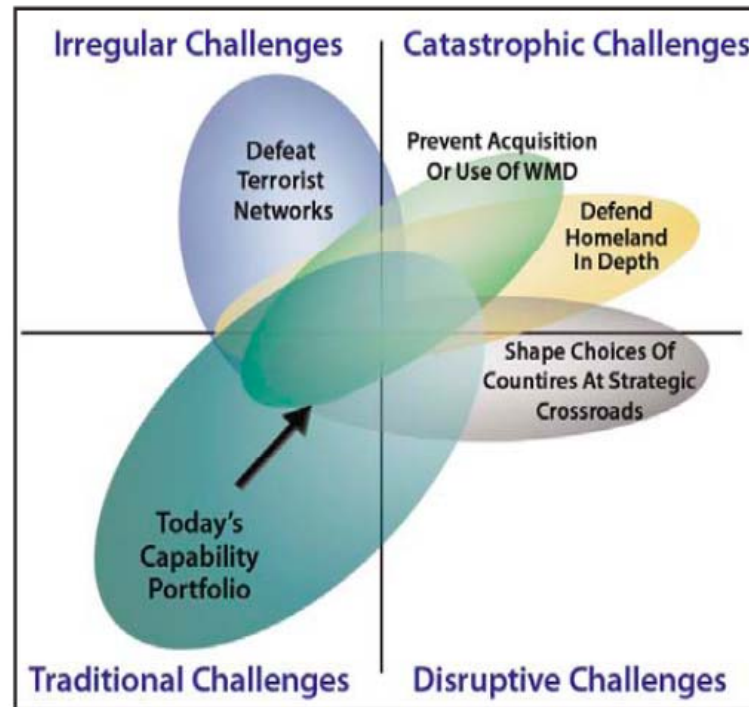 Irregular Challenges
Catastrophic Challenges
Defeat
Terrorist
Networks
Prevent Acquisition
Or Use Of WMD
Defend
Homeland
In Depth
Shape Choices Of
Countires At Strategic
Crossroads
Today's
Capability
Portfolio
Traditional Challenges
Disruptive Challenges